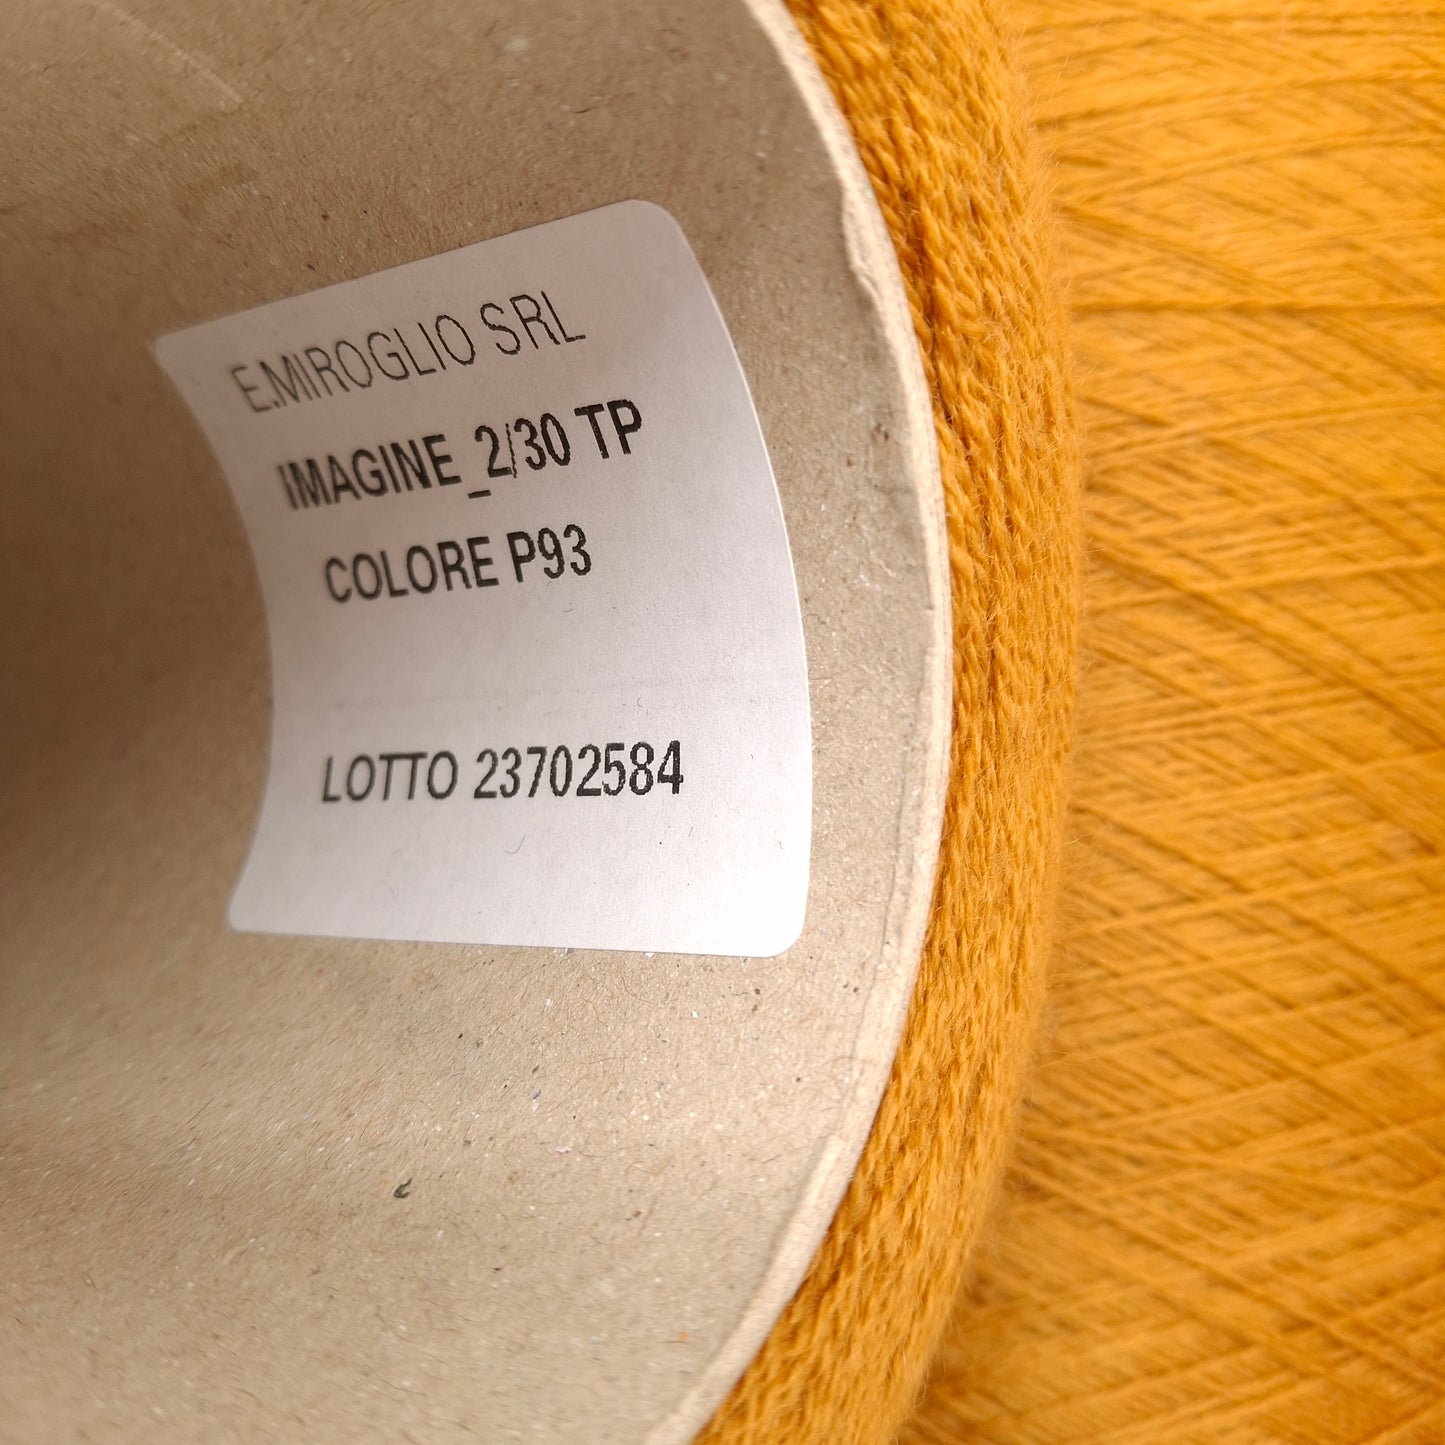 E.MIROGLIO SRL
IMAGINE_2/30 TP
COLORE P93
LOTTO 23702584